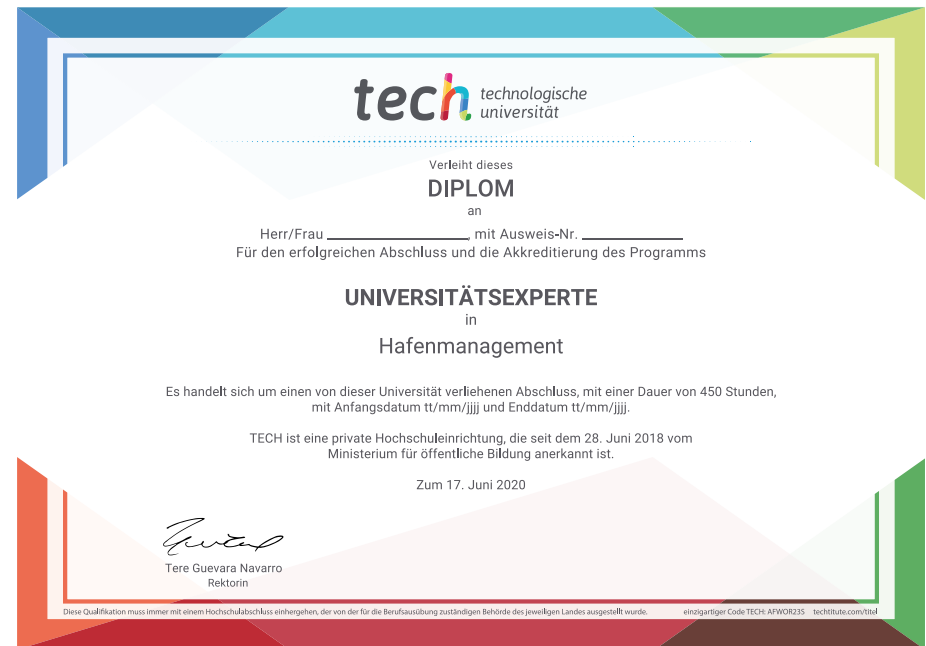 tech technologische
universität
Verleiht dieses
DIPLOM
an
Herr/Frau ____________________, mit Ausweis-Nr. ______________
Für den erfolgreichen Abschluss und die Akkreditierung des Programms
UNIVERSITÄTSEXPERTE
in
Hafenmanagement
Es handelt sich um einen von dieser Universität verliehenen Abschluss, mit einer Dauer von 450 Stunden,
mit Anfangsdatum tt/mm/jjjj und Enddatum tt/mm/jjjj.
TECH ist eine private Hochschuleinrichtung, die seit dem 28. Juni 2018 vom
Ministerium für öffentliche Bildung anerkannt ist.
Zum 17. Juni 2020
Tere Guevara Navarro
Rektorin
Diese Qualifikation muss immer mit einem Hochschulabschluss einhergehen, der von der für die Berufsausübung zuständigen Behörde des jeweiligen Landes ausgestellt wurde. einzigartiger Code TECH: AFWOR23S techtitute.com/titel